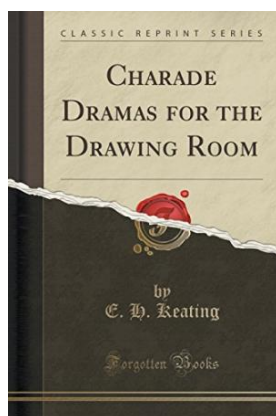 CLASSIC REPRINT SERIES
CHARADE
DRAMAS FOR THE
DRAWING ROOM
by
E. H. Keating
Forgotten Books